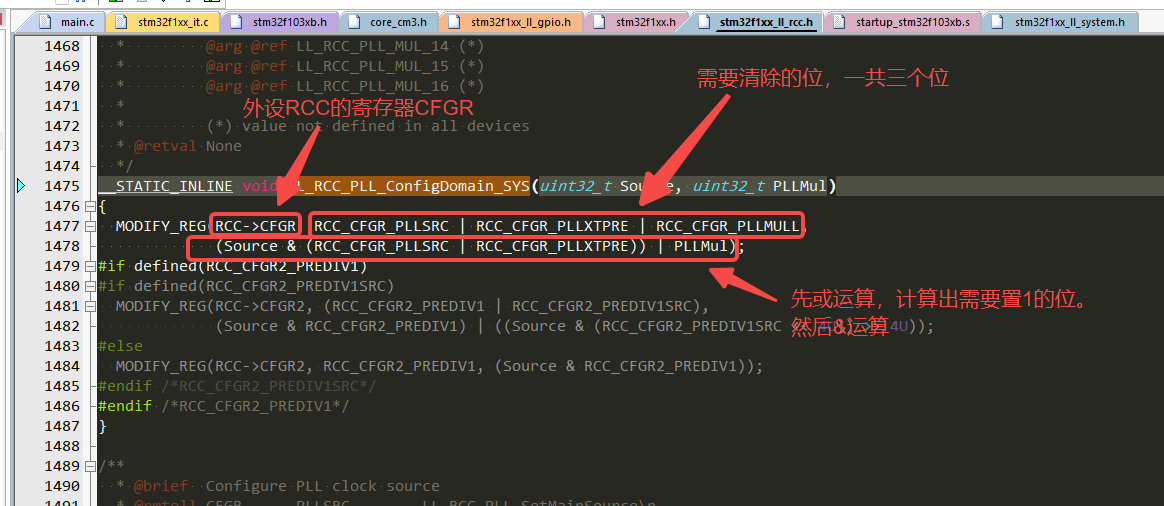 main.c stm32f1xx_it.c stm32f103xb.h core_cm3.h stm32f1xx_ll_gpio.h stm32f1xx.h stm32f1xx_ll_rcc.h startup_stm32f103xb.s stm32f1xx_ll_system.h
1468 * @arg @ref LL_RCC_PLL_MUL_14 (*)
1469 * @arg @ref LL_RCC_PLL_MUL_15 (*)
1470 * @arg @ref LL_RCC_PLL_MUL_16 (*)
需要清除的位，一共三个位
1471 *
外设RCC的寄存器CFGR
1472 * (*) value not defined in all devices
1473 * @retval None
1474 */
1475 __STATIC_INLINE void LL_RCC_PLL_ConfigDomain_SYS(uint32_t Source, uint32_t PLLMul)
1476 {
1477 MODIFY_REG(RCC->CFGR, RCC_CFGR_PLLSRC | RCC_CFGR_PLLXTPRE | RCC_CFGR_PLLMULL,
1478 (Source & (RCC_CFGR_PLLSRC | RCC_CFGR_PLLXTPRE)) | PLLMul);
1479 #if defined(RCC_CFGR2_PREDIV1)
1480 #if defined(RCC_CFGR2_PREDIV1SRC)
1481 MODIFY_REG(RCC->CFGR2, (RCC_CFGR2_PREDIV1 | RCC_CFGR2_PREDIV1SRC),
先或运算，计算出需要置1的位。
1482 (Source & RCC_CFGR2_PREDIV1) | ((Source & (RCC_CFGR2_PREDIV1SRC 4U));
然后&运算
1483 #else
1484 MODIFY_REG(RCC->CFGR2, RCC_CFGR2_PREDIV1, (Source & RCC_CFGR2_PREDIV1));
1485 #endif /*RCC_CFGR2_PREDIV1SRC*/
1486 #endif /*RCC_CFGR2_PREDIV1*/
1487 }
1488
1489 /**
1490 * @brief Configure PLL clock source
1491 * @rmtoll CFGR PLLSRC LL_RCC_PLL_SetMainSource\n